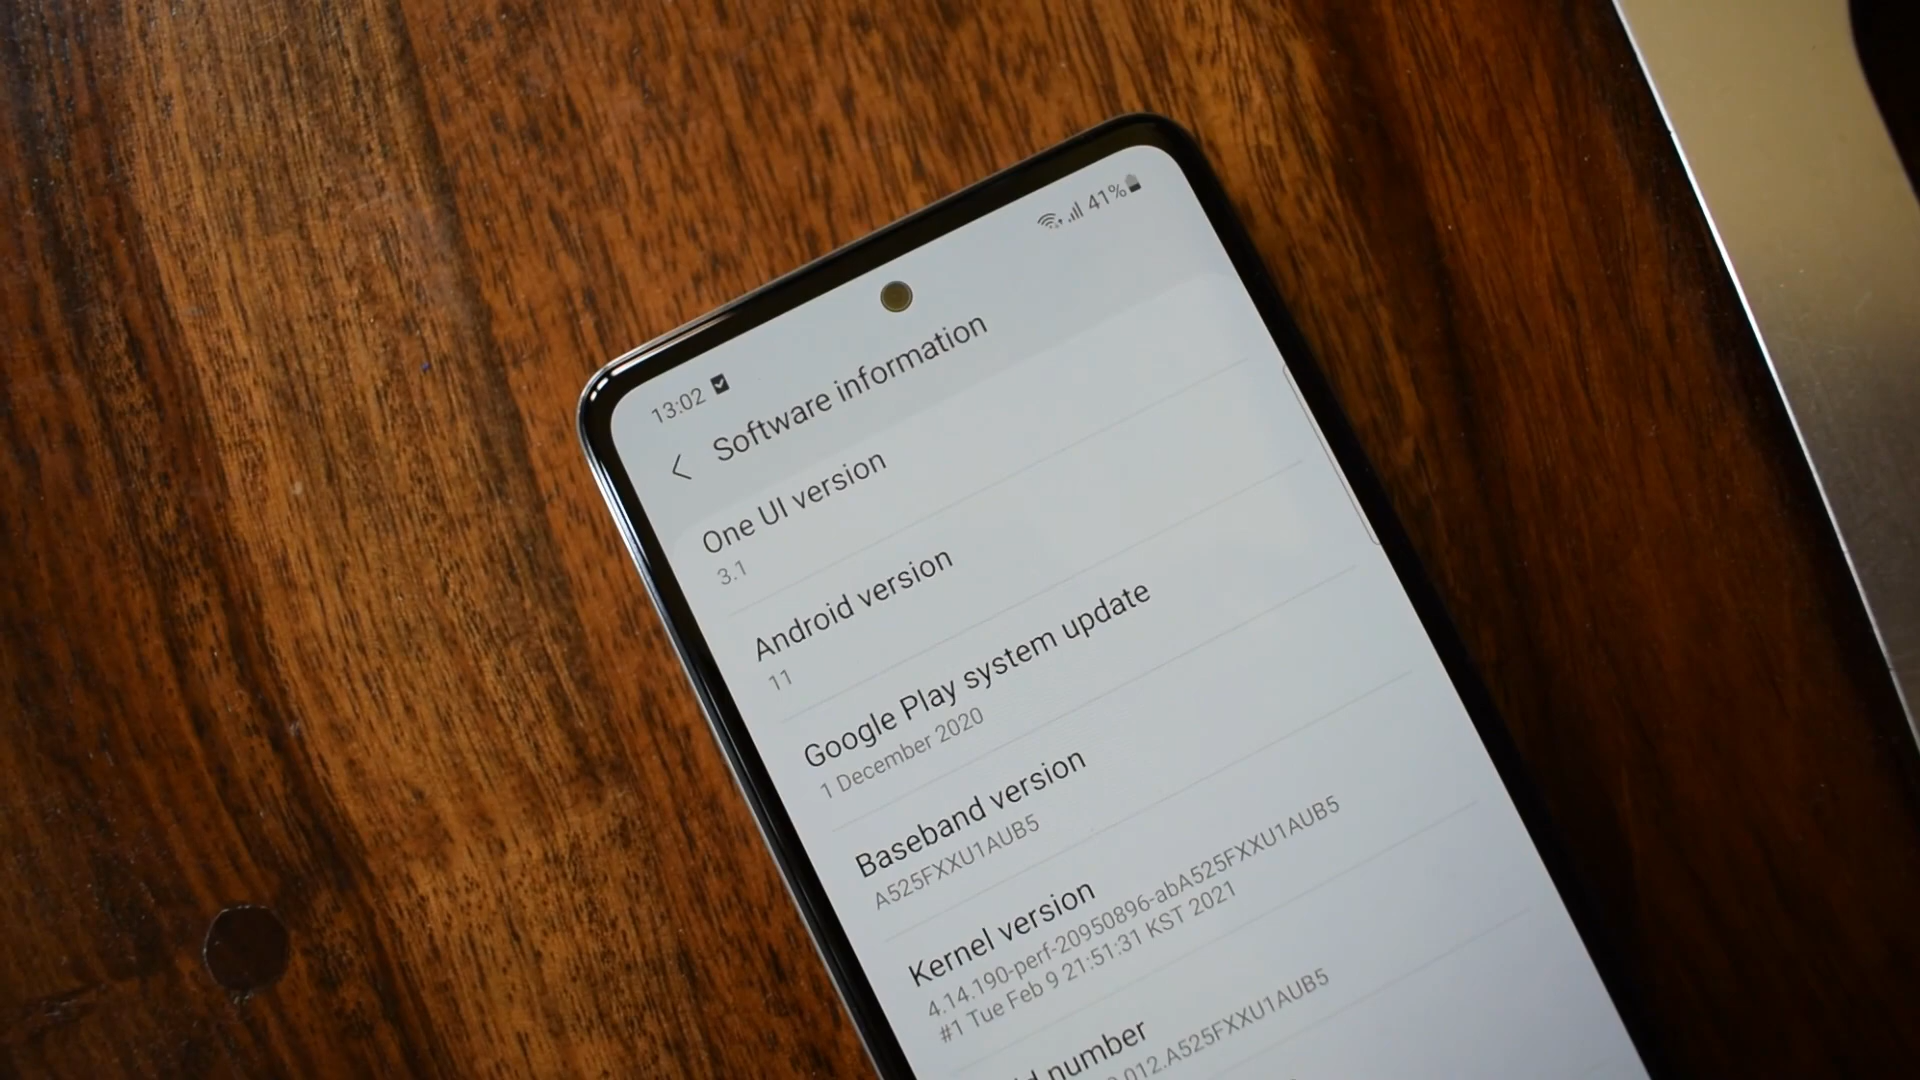 13:02
41%
Software information
One UI version
3.1
Android version
11
Google Play system update
1 December 2020
Baseband version
A525FXXU1AUB5
Kernel version
4.14.190-perf-20950896-abA525FXXU1AUB5
#1 Tue Feb 9 21:51:31 KST 2021
number
.012.A525FXXU1AUB5